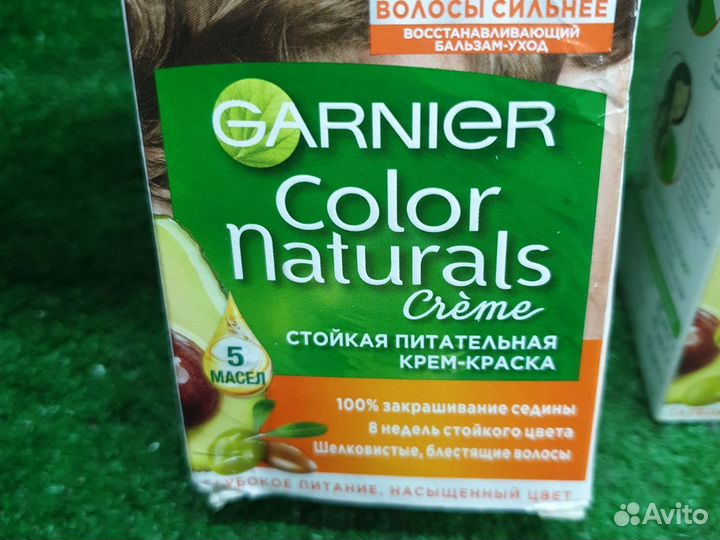 ВОЛОСЫ СИЛЬНЕЕ
ВОССТАНАВЛИВАЮЩИЙ
БАЛЬЗАМ-УХОД
GARNIER
Color
naturals
Crème
СТОЙКАЯ ПИТАТЕЛЬНАЯ
КРЕМ-КРАСКА
5
МАСЕЛ
100% закрашивание седины
8 недель стойкого цвета
Шелковистые, блестящие волосы
ГЛУБОКОЕ ПИТАНИЕ, НАСЫЩЕННЫЙ ЦВЕТ
Avito